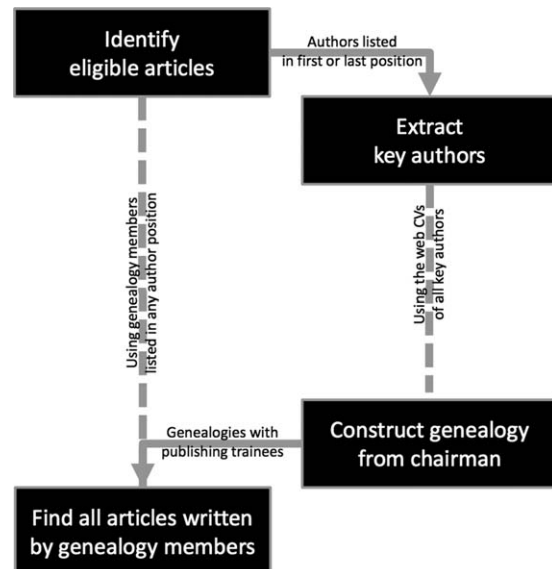 Identify
eligible articles
Authors listed
in first or last position
Extract
key authors
Using genealogy members
listed in any author position
Using the web CVs
of all key authors
Genealogies with
publishing trainees
Construct genealogy
from chairman
Find all articles written
by genealogy members